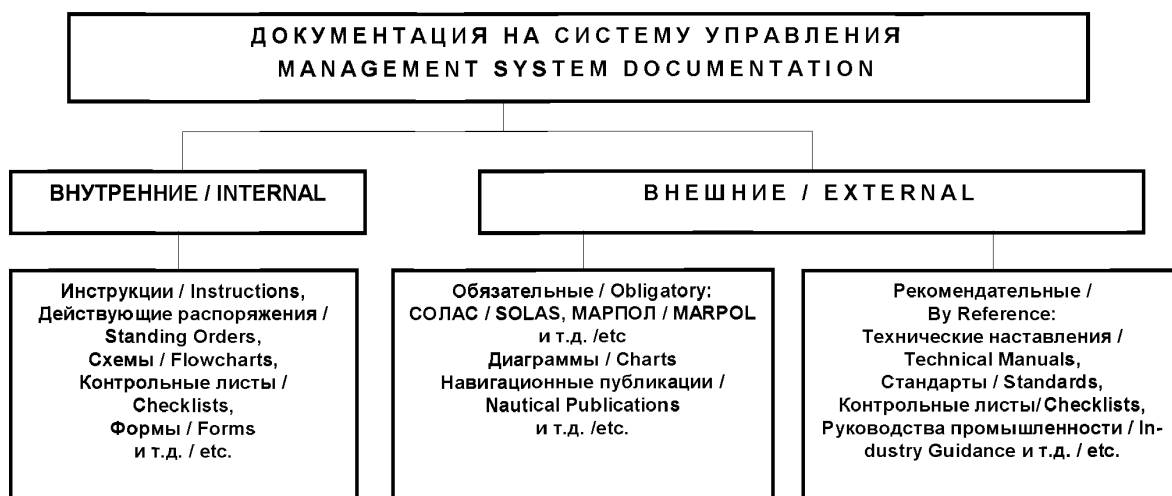 ДОКУМЕНТАЦИЯ НА СИСТЕМУ УПРАВЛЕНИЯ
MANAGEMENT SYSTEM DOCUMENTATION
ВНУТРЕННИЕ / INTERNAL
ВНЕШНИЕ / EXTERNAL
Инструкции / Instructions,
Действующие распоряжения /
Standing Orders,
Схемы / Flowcharts,
Контрольные листы /
Checklists,
Формы / Forms
и т.д. / etc.
Обязательные / Obligatory:
СОЛАС / SOLAS, МАРПОЛ / MARPOL
и т.д. /etc
Диаграммы / Charts
Навигационные публикации /
Nautical Publications
и т.д. /etc.
Рекомендательные /
By Reference:
Технические наставления /
Technical Manuals,
Стандарты / Standards,
Контрольные листы/ Checklists,
Руководства промышленности / In-
dustry Guidance и т.д. / etc.